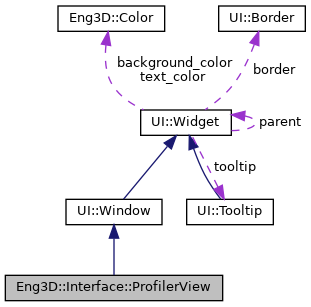 Eng3D::Color
UI::Border
background_color
text_color
border
UI::Widget
parent
tooltip
UI::Window
UI::Tooltip
Eng3D::Interface::ProfilerView